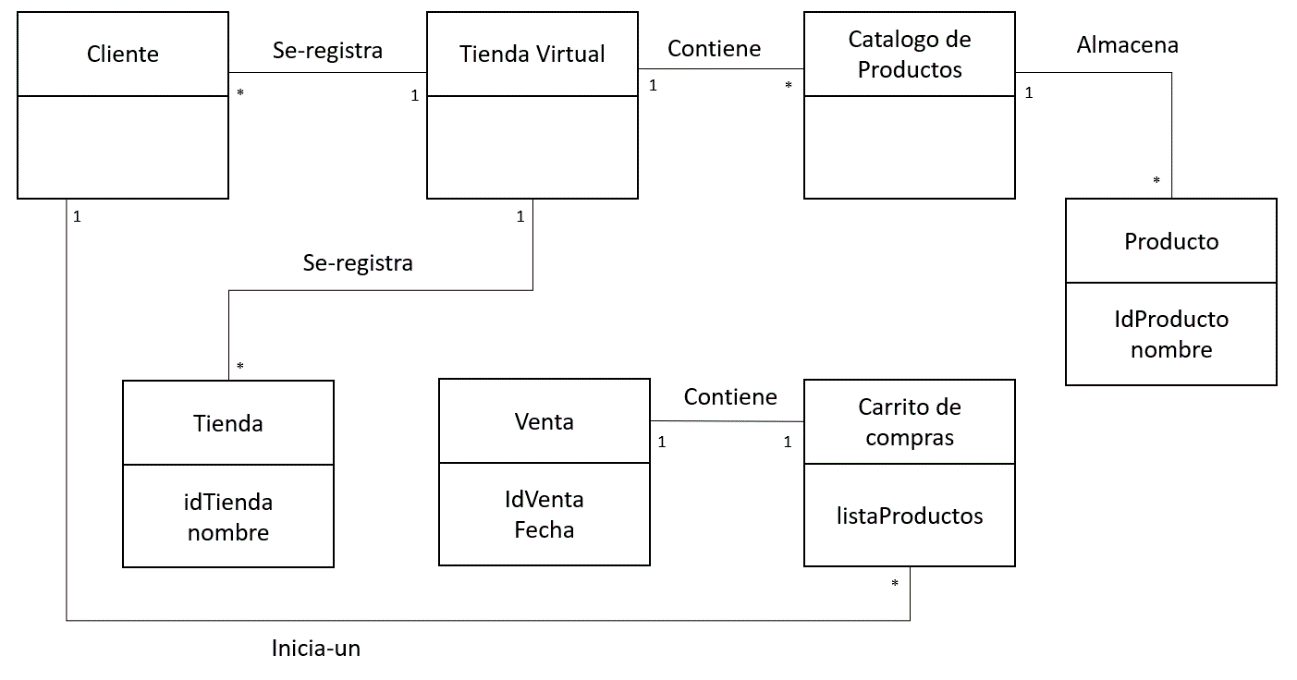 Cliente
Se-registra
*
1
Tienda Virtual
Contiene
1
*
Catalogo de
Productos
Almacena
1
*
Producto
IdProducto
nombre
1
1
Se-registra
*
Tienda
idTienda
nombre
Venta
IdVenta
Fecha
Contiene
1
1
Carrito de
compras
listaProductos
*
Inicia-un